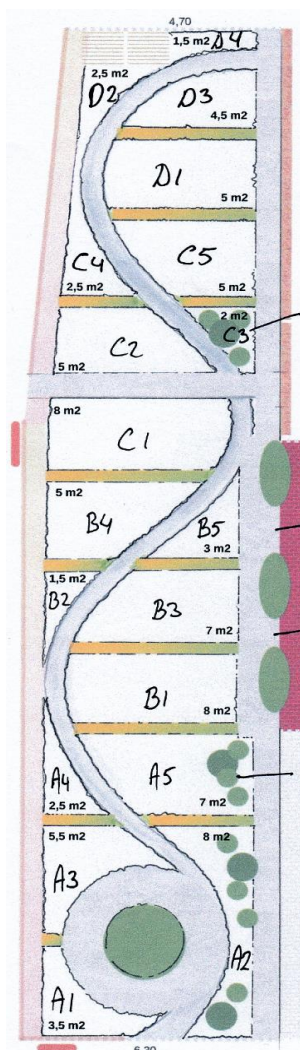 4,70
1,5 m2 D4
2,5 m2
D2 D3
4,5 m2
D1
5 m2
C4 C5
2,5 m2 5 m2
2 m2
C3
C2
5 m2
8 m2
C1
5 m2
B4 B5
3 m2
1,5 m2
B2 B3
7 m2
B1
8 m2
A4 A5
2,5 m2 7 m2
5,5 m2 8 m2
A3
A2
A1
3,5 m2
6,30